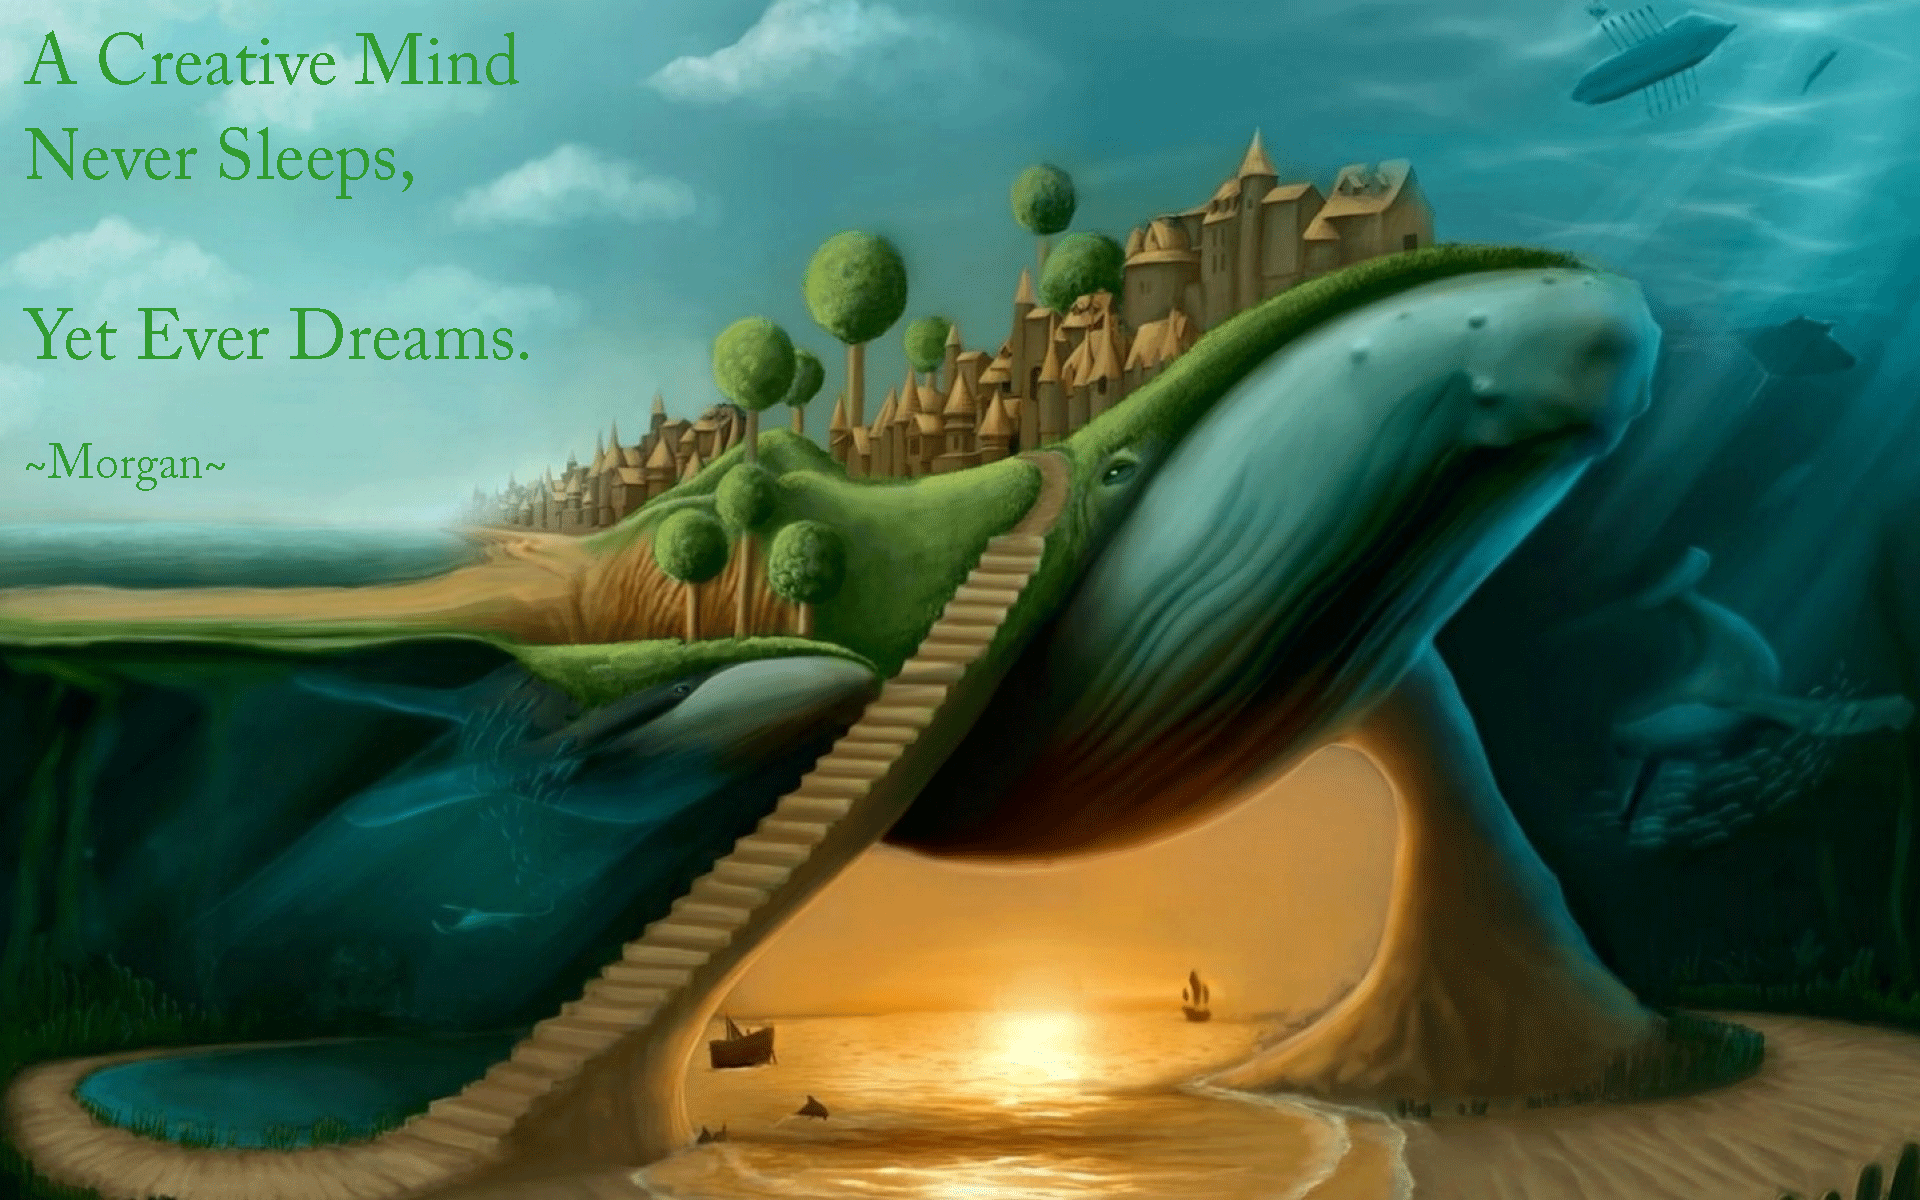 A Creative Mind
Never Sleeps,
Yet Ever Dreams.
~Morgan~